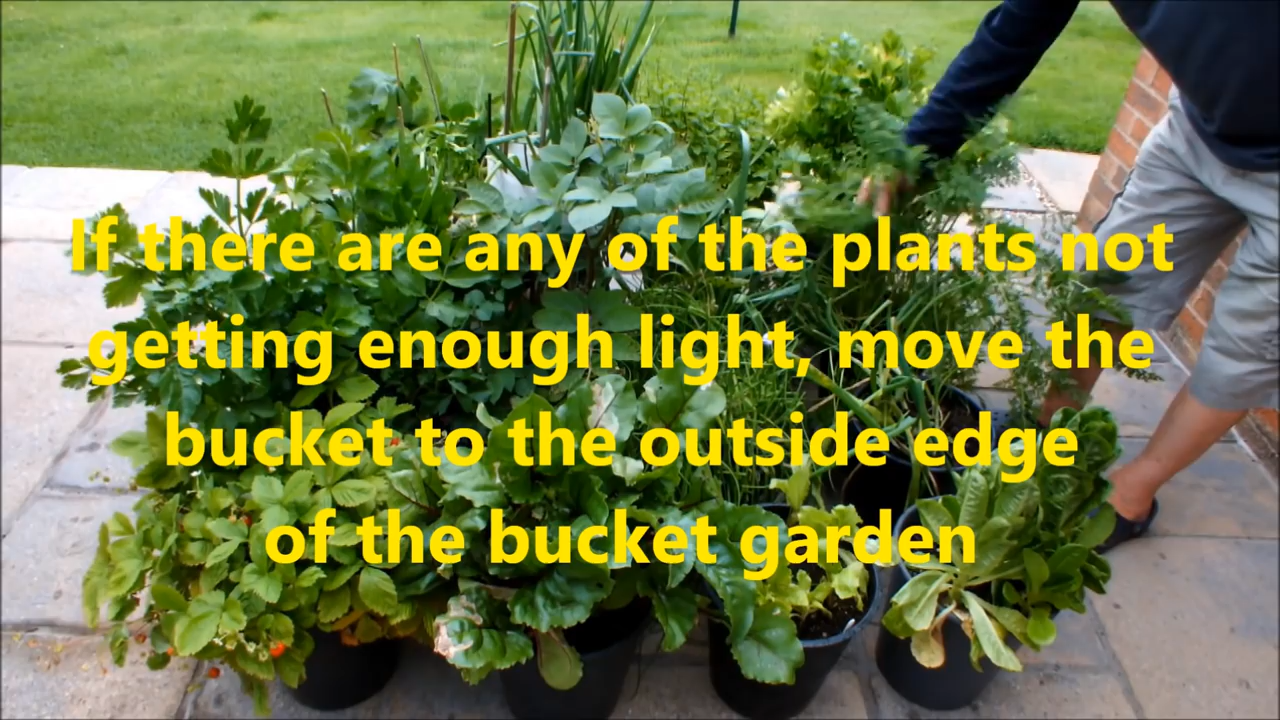 If there are any of the plants not
getting enough light, move the
bucket to the outside edge
of the bucket garden